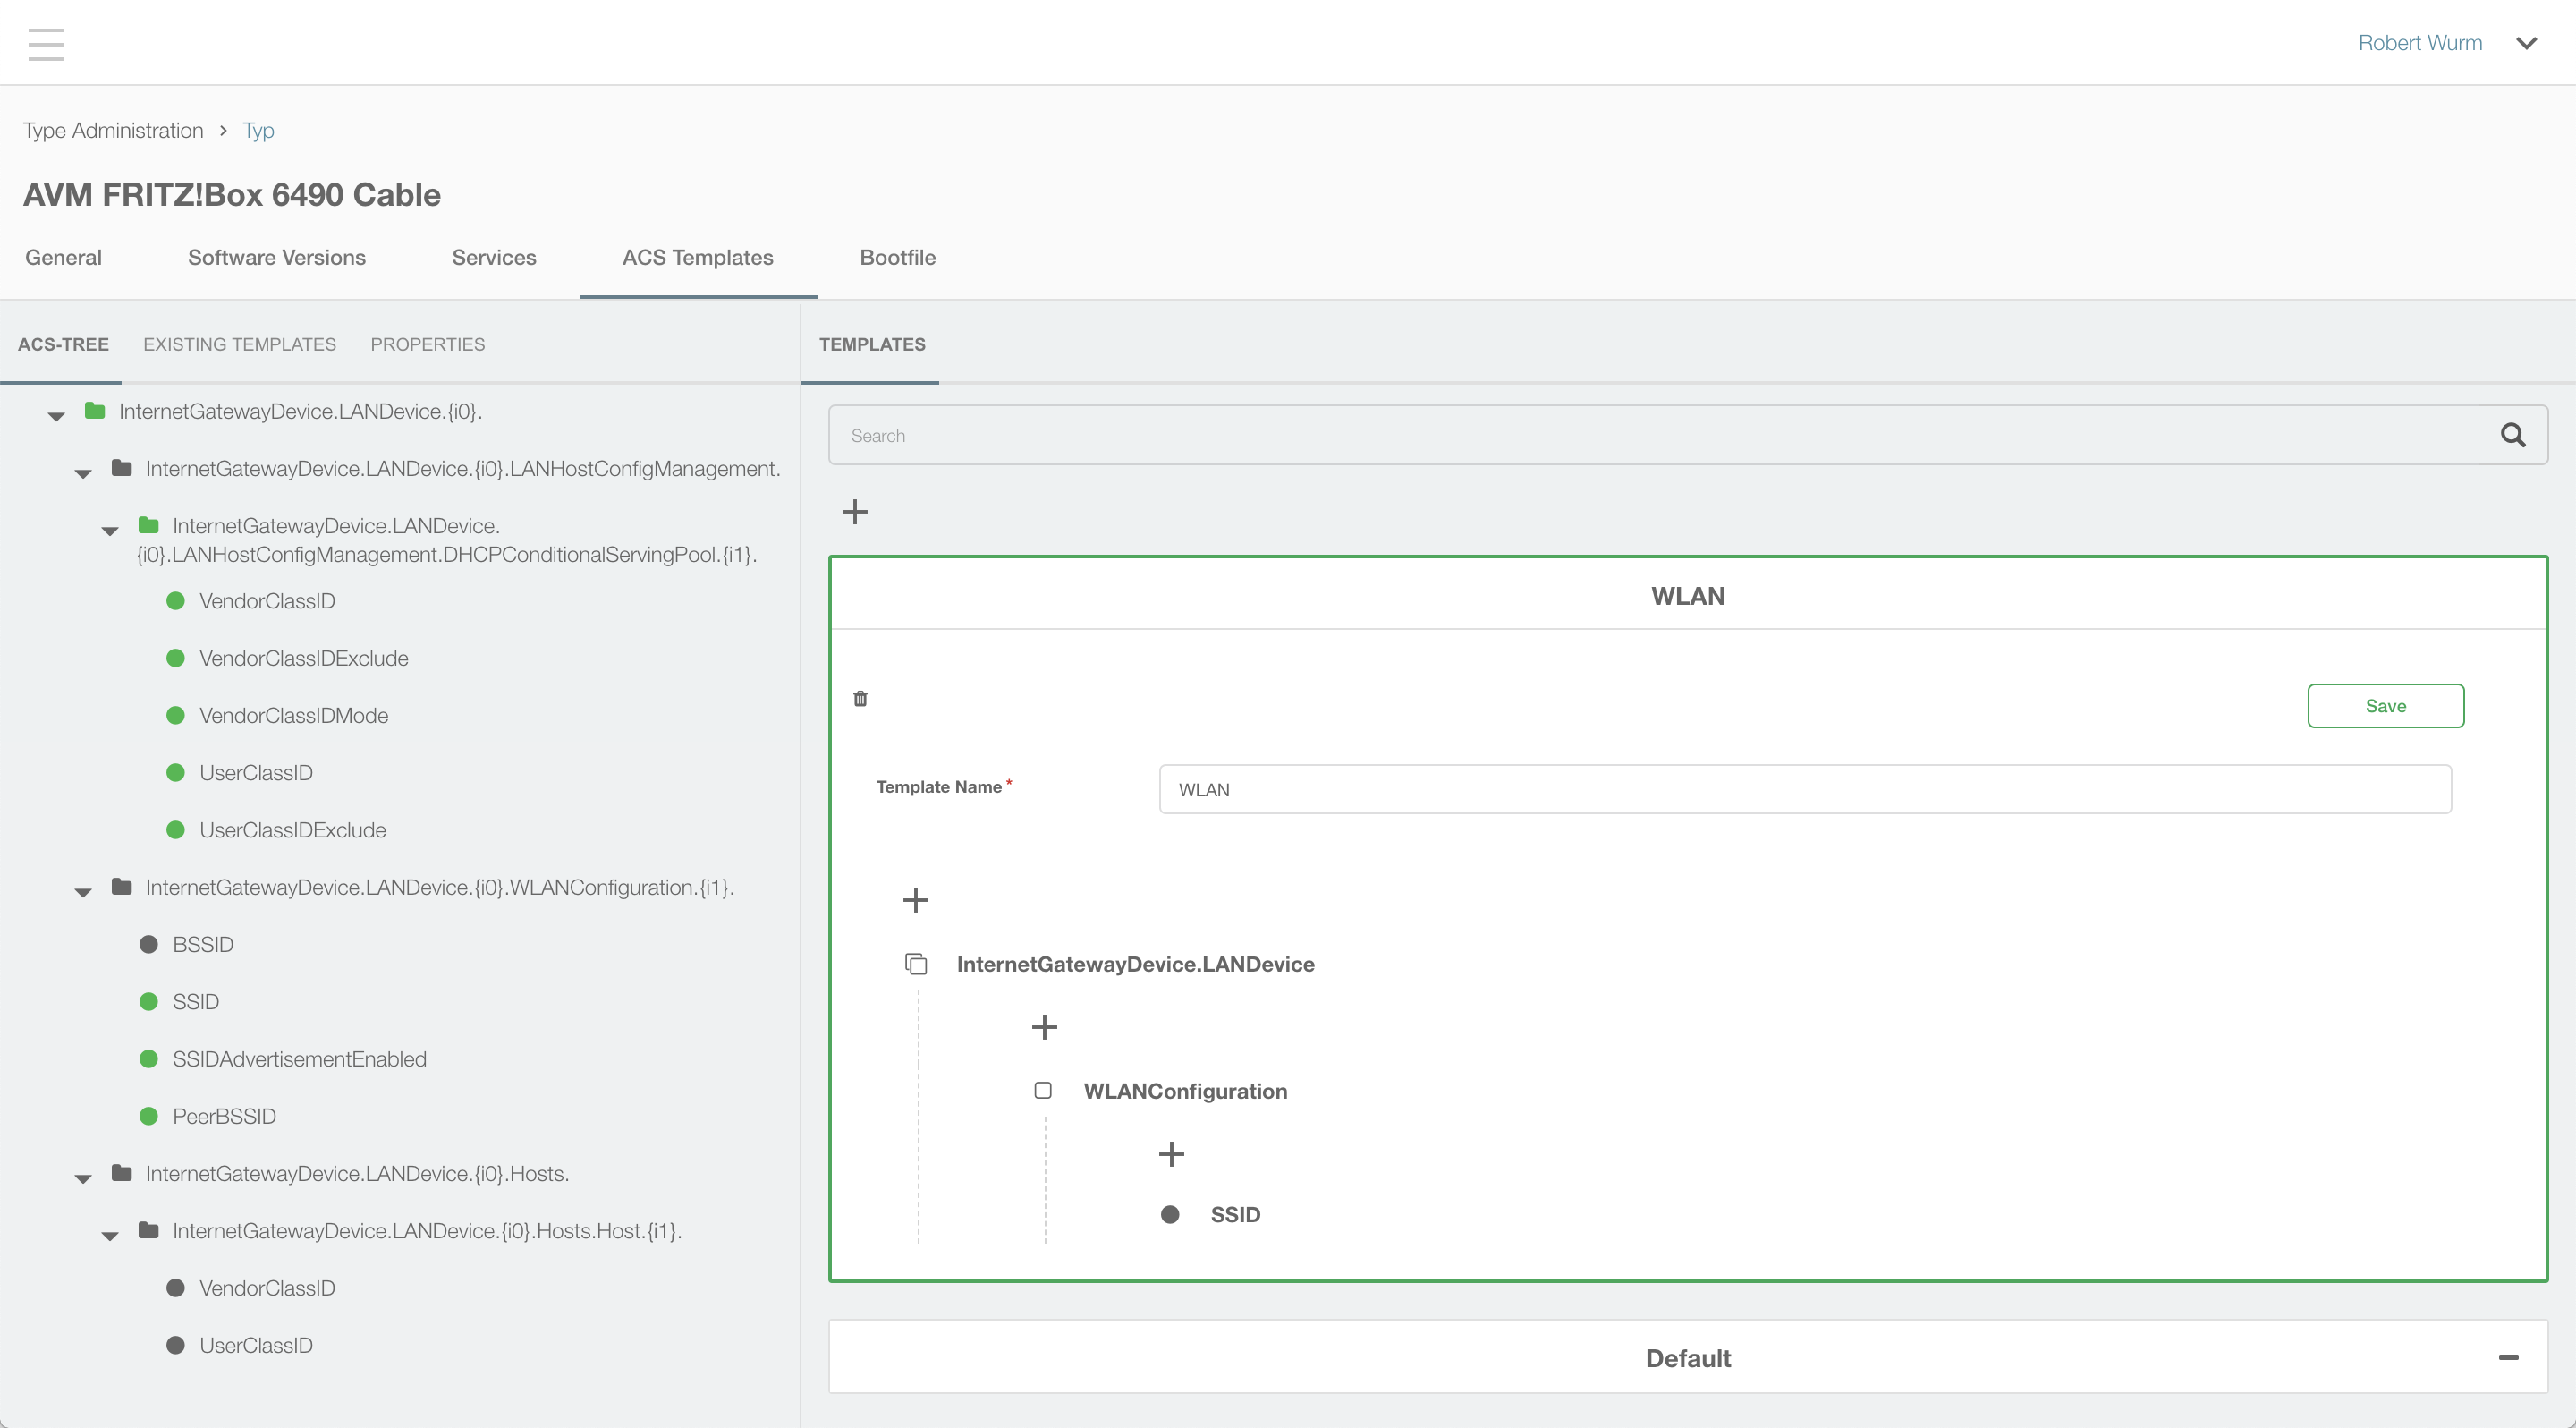 Robert Wurm
Type Administration > Typ
AVM FRITZ!Box 6490 Cable
General Software Versions Services ACS Templates Bootfile
ACS-TREE EXISTING TEMPLATES PROPERTIES
InternetGatewayDevice.LANDevice.{i0}.
InternetGatewayDevice.LANDevice.{i0}.LANHostConfigManagement.
InternetGatewayDevice.LANDevice.
{i0}.LANHostConfigManagement.DHCPConditionalServingPool.{i1}.
VendorClassID
VendorClassIDExclude
VendorClassIDMode
UserClassID
UserClassIDExclude
InternetGatewayDevice.LANDevice.{i0}.WLANConfiguration.{i1}.
BSSID
SSID
SSIDAdvertisementEnabled
PeerBSSID
InternetGatewayDevice.LANDevice.{i0}.Hosts.
InternetGatewayDevice.LANDevice.{i0}.Hosts.Host.{i1}.
VendorClassID
UserClassID
TEMPLATES
Search
WLAN
Save
Template Name * WLAN
InternetGatewayDevice.LANDevice
WLANConfiguration
SSID
Default